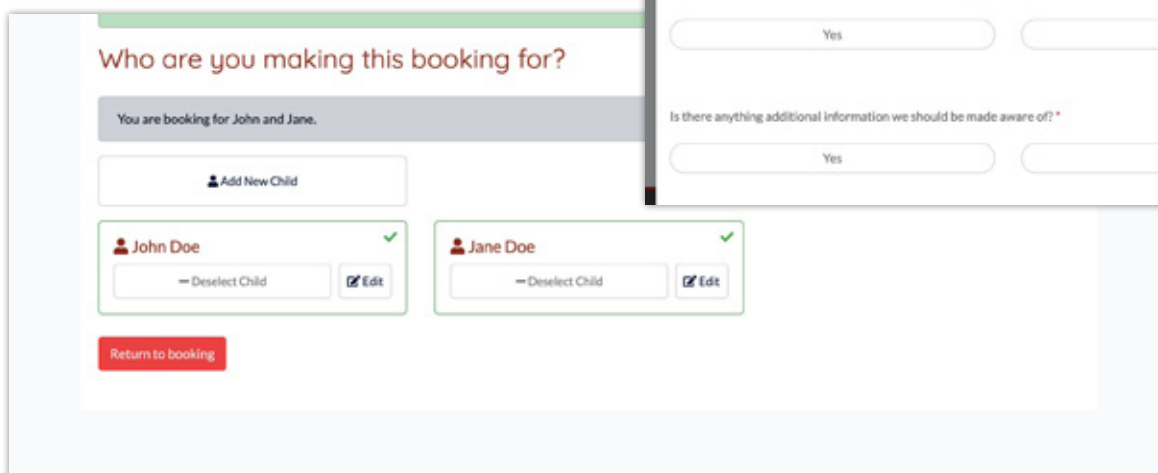 Who are you making this booking for?
You are booking for John and Jane.
Add New Child
John Doe
Deselect Child
Edit
Jane Doe
Deselect Child
Edit
Return to booking
Yes
Is there anything additional information we should be made aware of? *
Yes